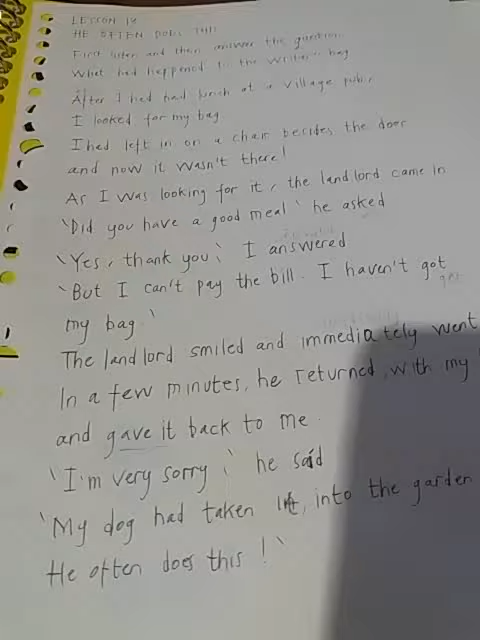 LESSON 18
HE OFTEN DOES THIS
First listen and then answer the question
What had happened to the writer's bag
After I had had lunch at a village pub,
I looked for my bag
I had left in on a chair besides the door
and now it wasn't there!
As I was looking for it, the landlord came in
'Did you have a good meal' he asked
'Yes, thank you' I answered
'But I can't pay the bill. I haven't got
my bag.'
The landlord smiled and immediately went
In a few minutes, he returned with my
and gave it back to me.
'I'm very sorry,' he said
'My dog had taken it, into the garden
He often does this!'